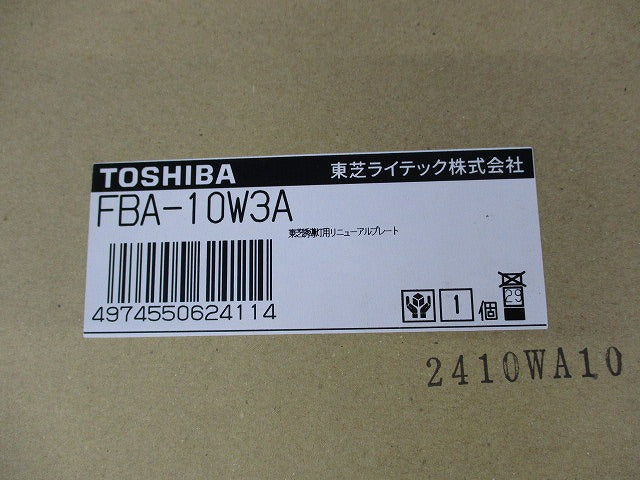 TOSHIBA 東芝ライテック株式会社
FBA-10W3A
東芝誘導灯用リニューアルプレート
4974550624114
1 個 29
2410WA10